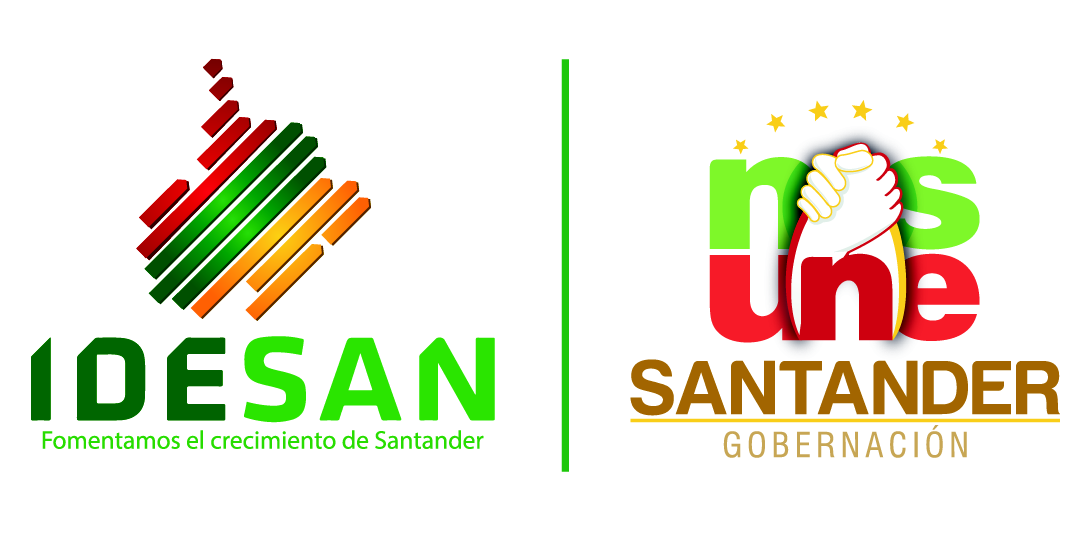 IDESAN
Fomentamos el crecimiento de Santander
nos
une
SANTANDER
GOBERNACIÓN